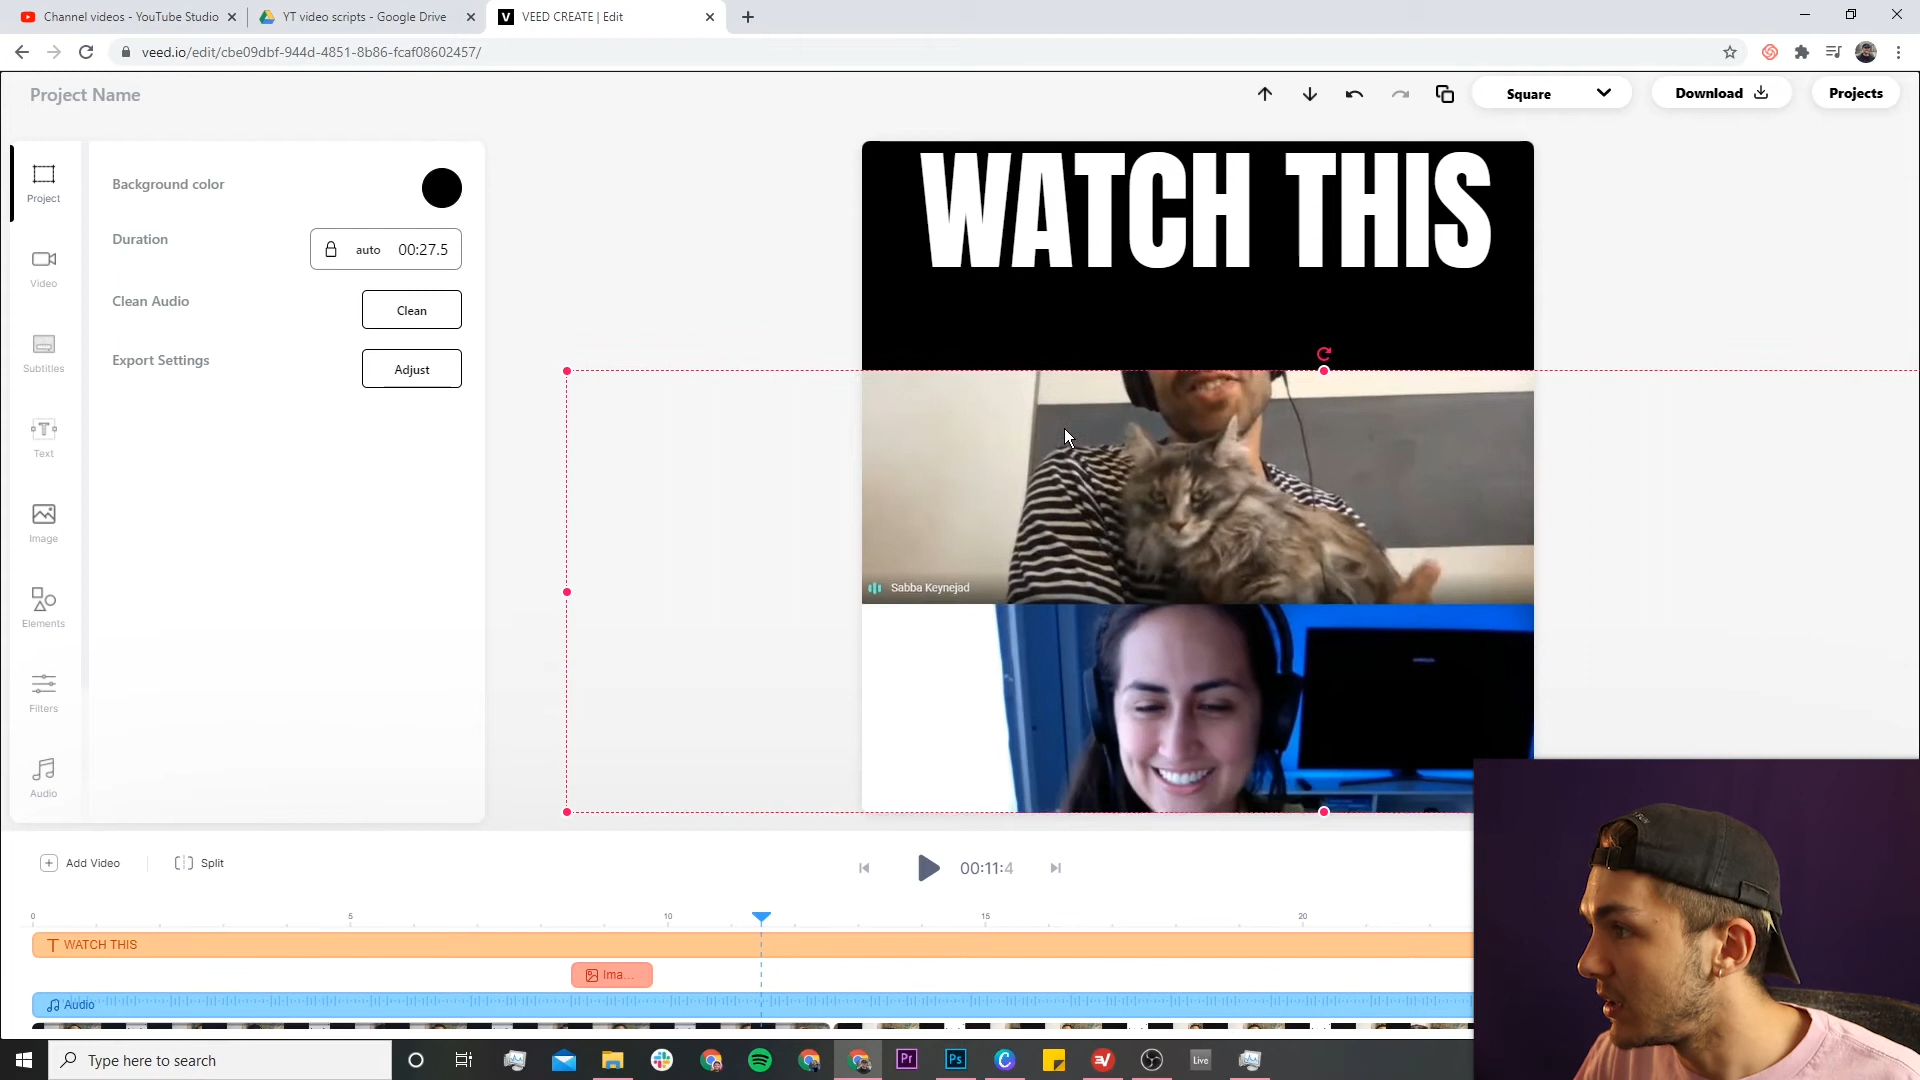 Channel videos - YouTube Studio
YT video scripts - Google Drive
V
VEED CREATE | Edit
veed.io/edit/cbe09dbf-944d-4851-8b86-fcaf08602457/
Project Name
Square
Download
Projects
Project
Video
Subtitles
Text
Image
Elements
Filters
Audio
Background color
Duration
auto 00:27.5
Clean Audio
Clean
Export Settings
Adjust
WATCH THIS
Sabba Keynejad
Add Video
Split
00:11:4
0 5 10 15 20
WATCH THIS
Ima...
Audio
Type here to search
Pr
Ps
Live